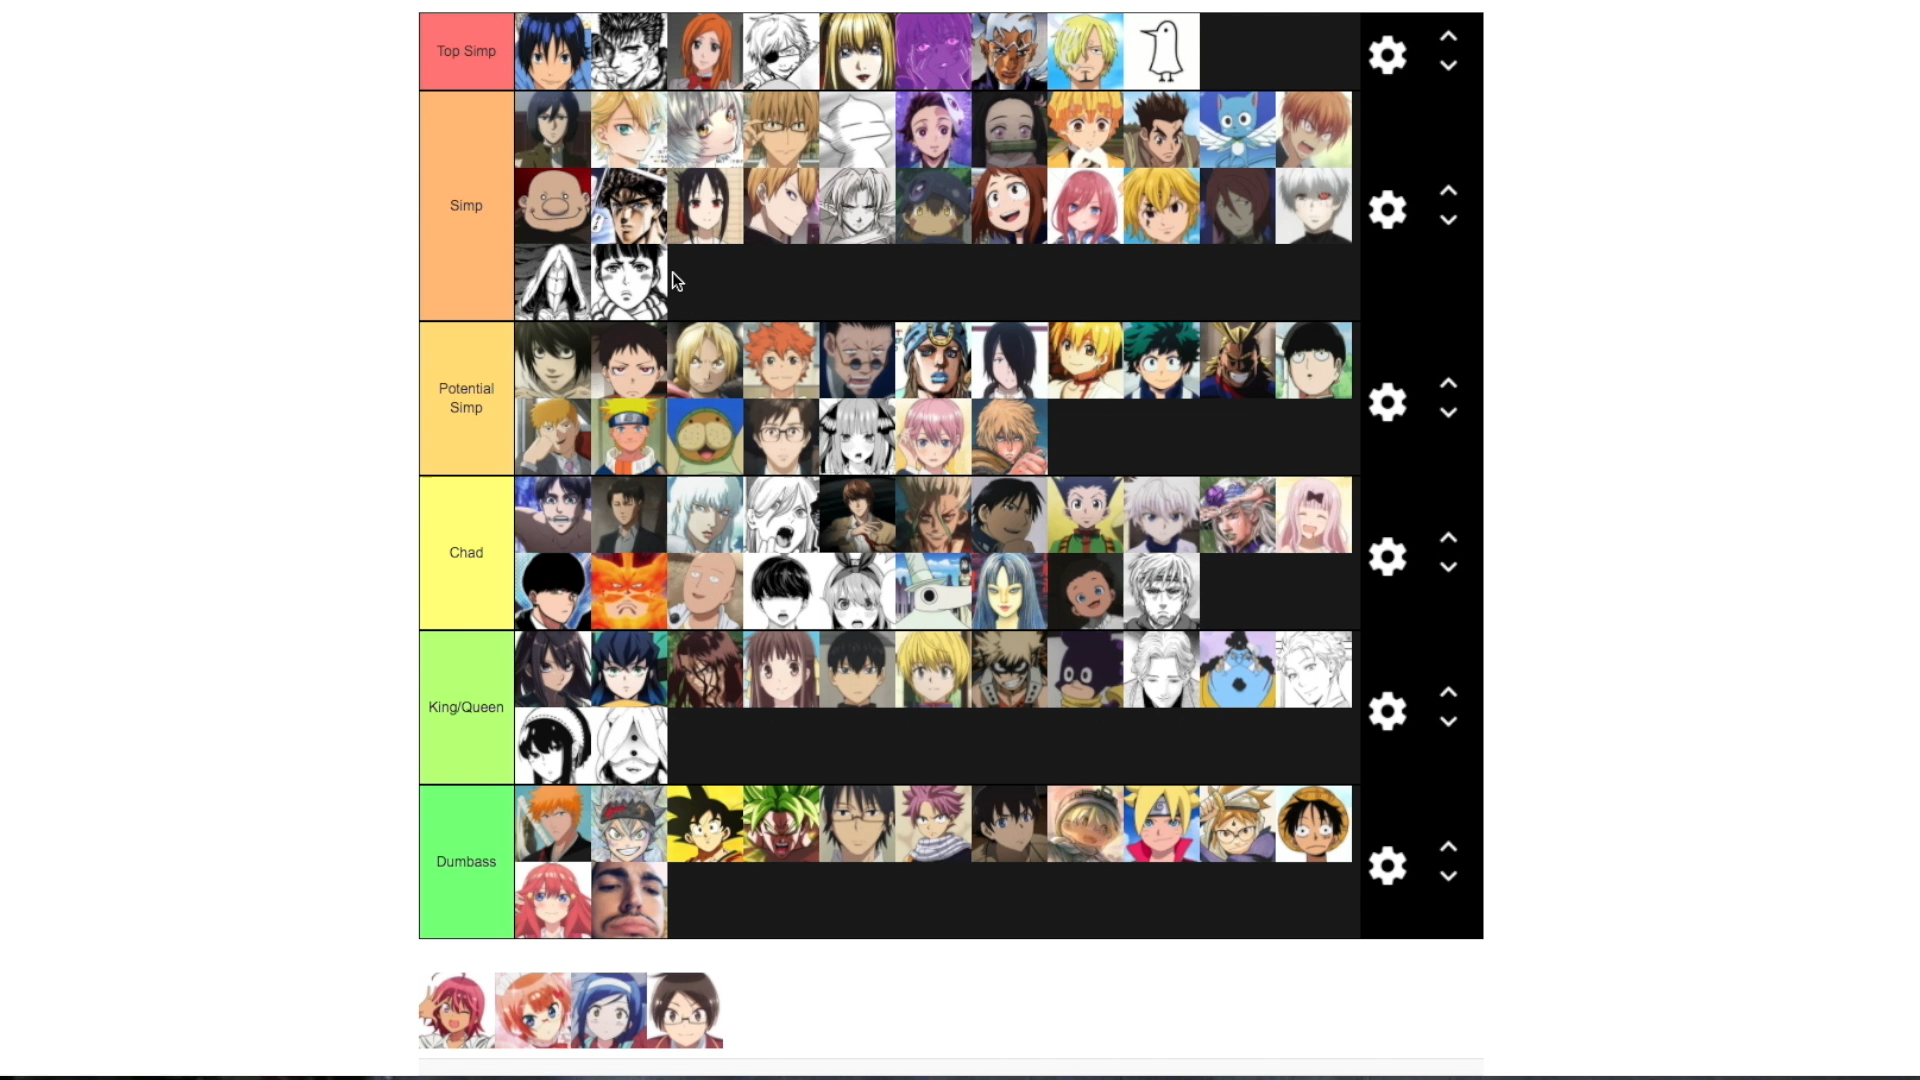 Top Simp
Simp
Potential
Simp
Chad
King/Queen
Dumbass